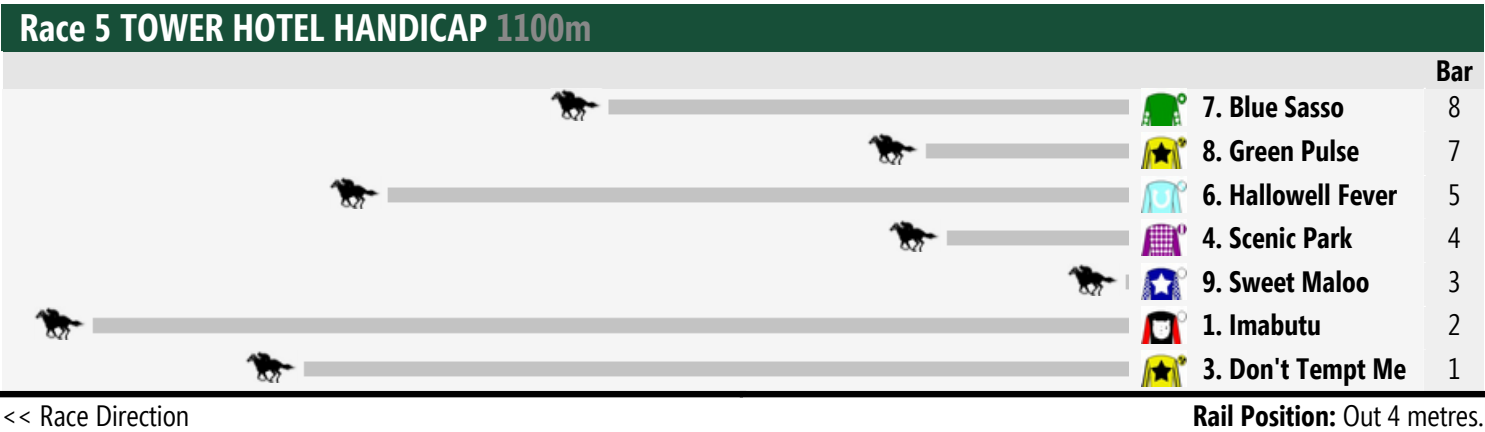 Race 5 TOWER HOTEL HANDICAP 1100m
Bar
7. Blue Sasso 8
8. Green Pulse 7
6. Hallowell Fever 5
4. Scenic Park 4
9. Sweet Maloo 3
1. Imabutu 2
3. Don't Tempt Me 1
<< Race Direction Rail Position: Out 4 metres.